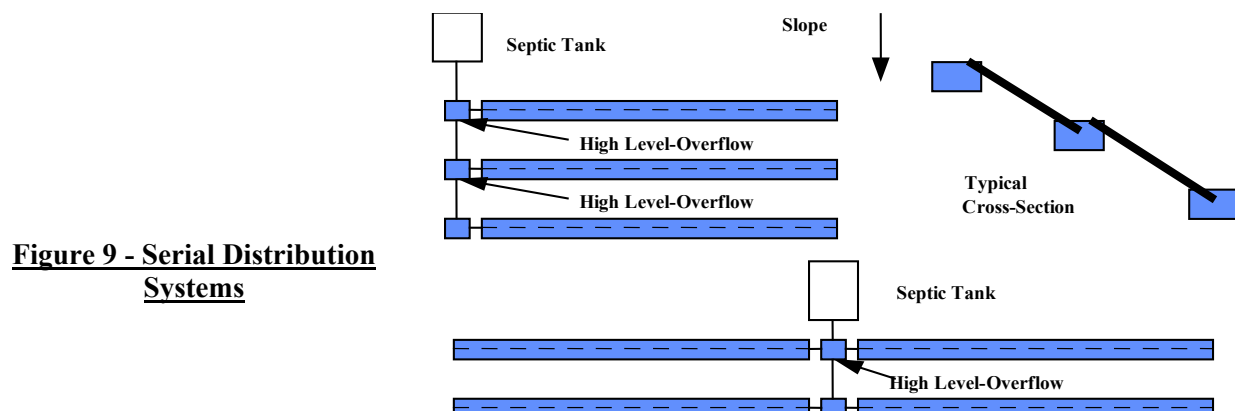 Slope
Septic Tank
High Level-Overflow
High Level-Overflow
Typical
Cross-Section
Figure 9 - Serial Distribution
Systems
Septic Tank
High Level-Overflow